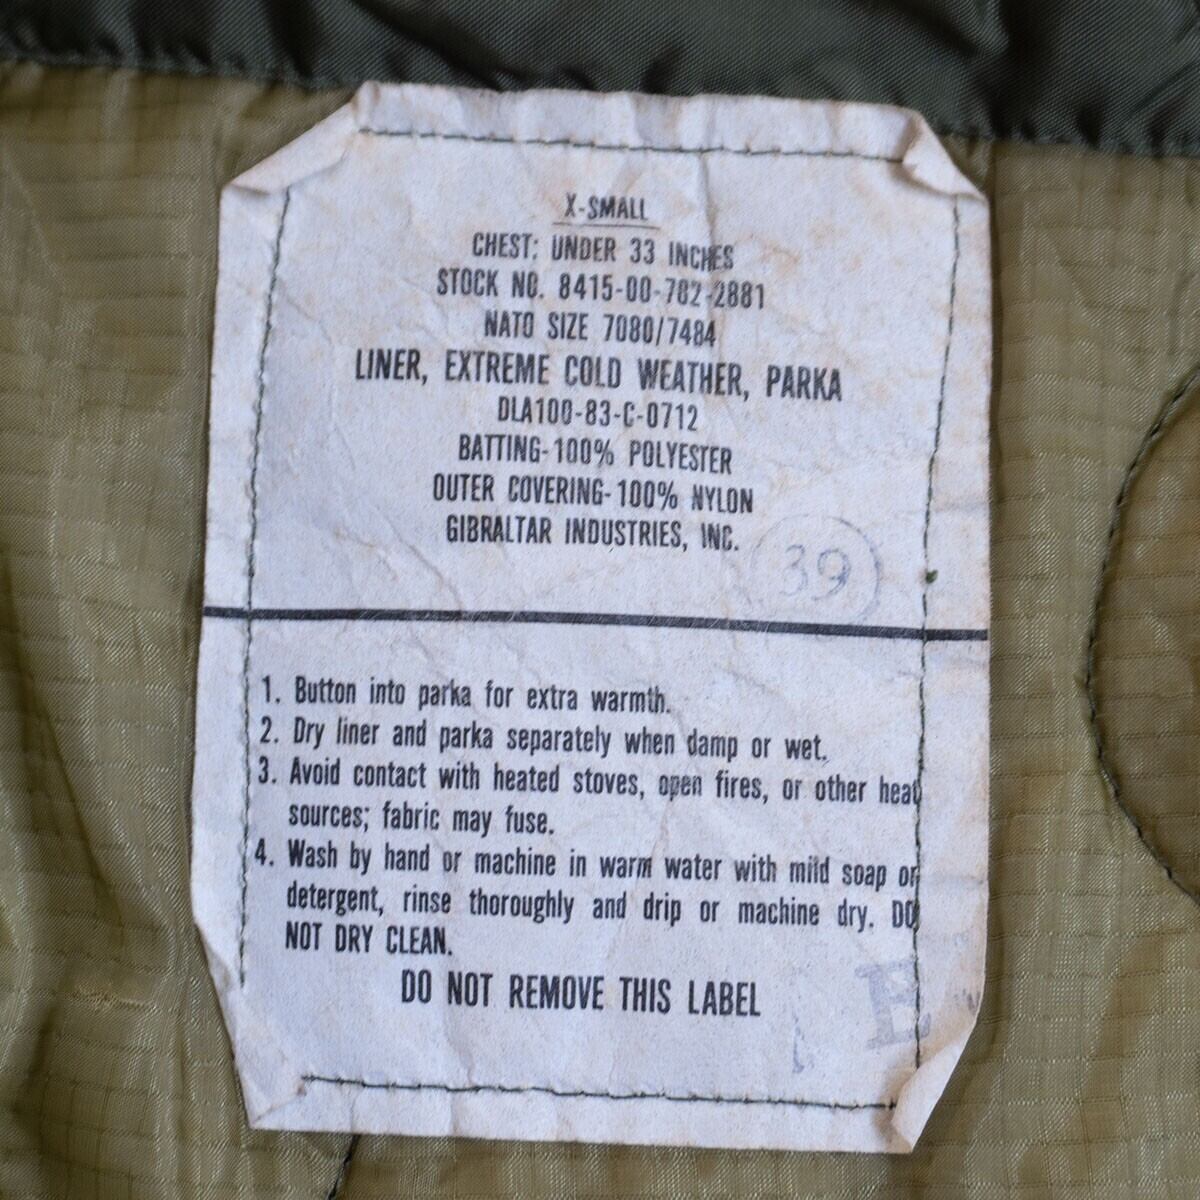 X-SMALL
CHEST: UNDER 33 INCHES
STOCK NO. 8415-00-782-2881
NATO SIZE 7080/7484
LINER, EXTREME COLD WEATHER, PARKA
DLA100-83-C-0712
BATTING-100% POLYESTER
OUTER COVERING-100% NYLON
GIBRALTAR INDUSTRIES, INC.
39
1. Button into parka for extra warmth.
2. Dry liner and parka separately when damp or wet.
3. Avoid contact with heated stoves, open fires, or other heat
sources; fabric may fuse.
4. Wash by hand or machine in warm water with mild soap or
detergent, rinse thoroughly and drip or machine dry. DO
NOT DRY CLEAN.
DO NOT REMOVE THIS LABEL
E